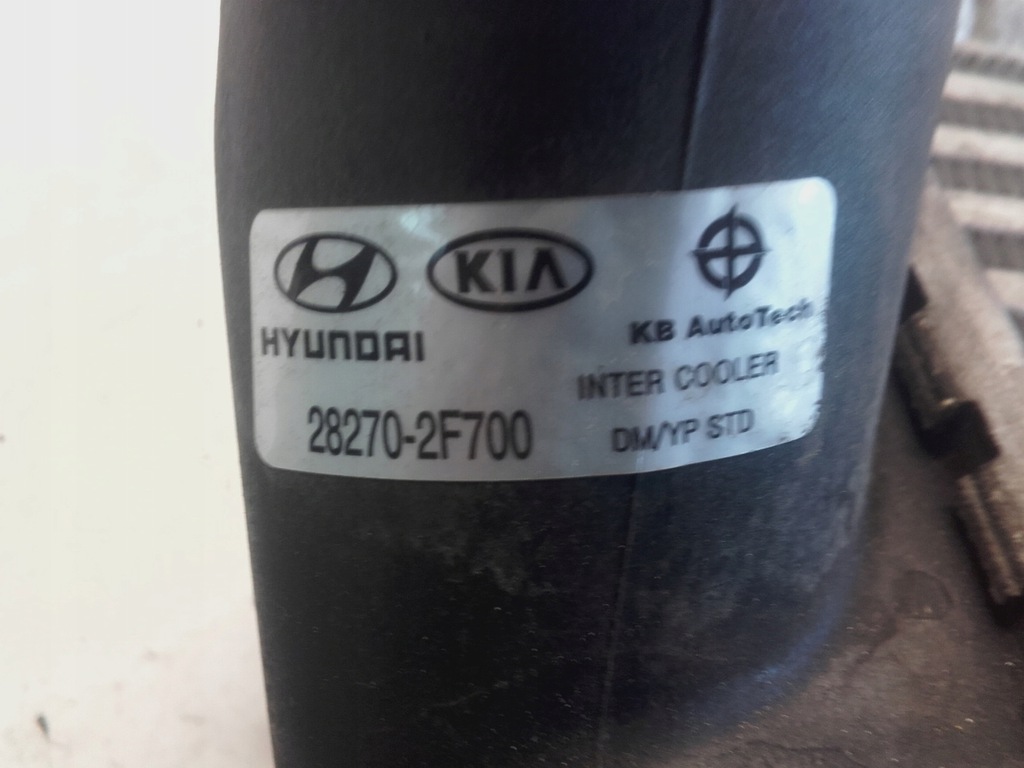 KIA
HYUNDAI
KB AutoTech
INTER COOLER
28270-2F700
DM/YP STD